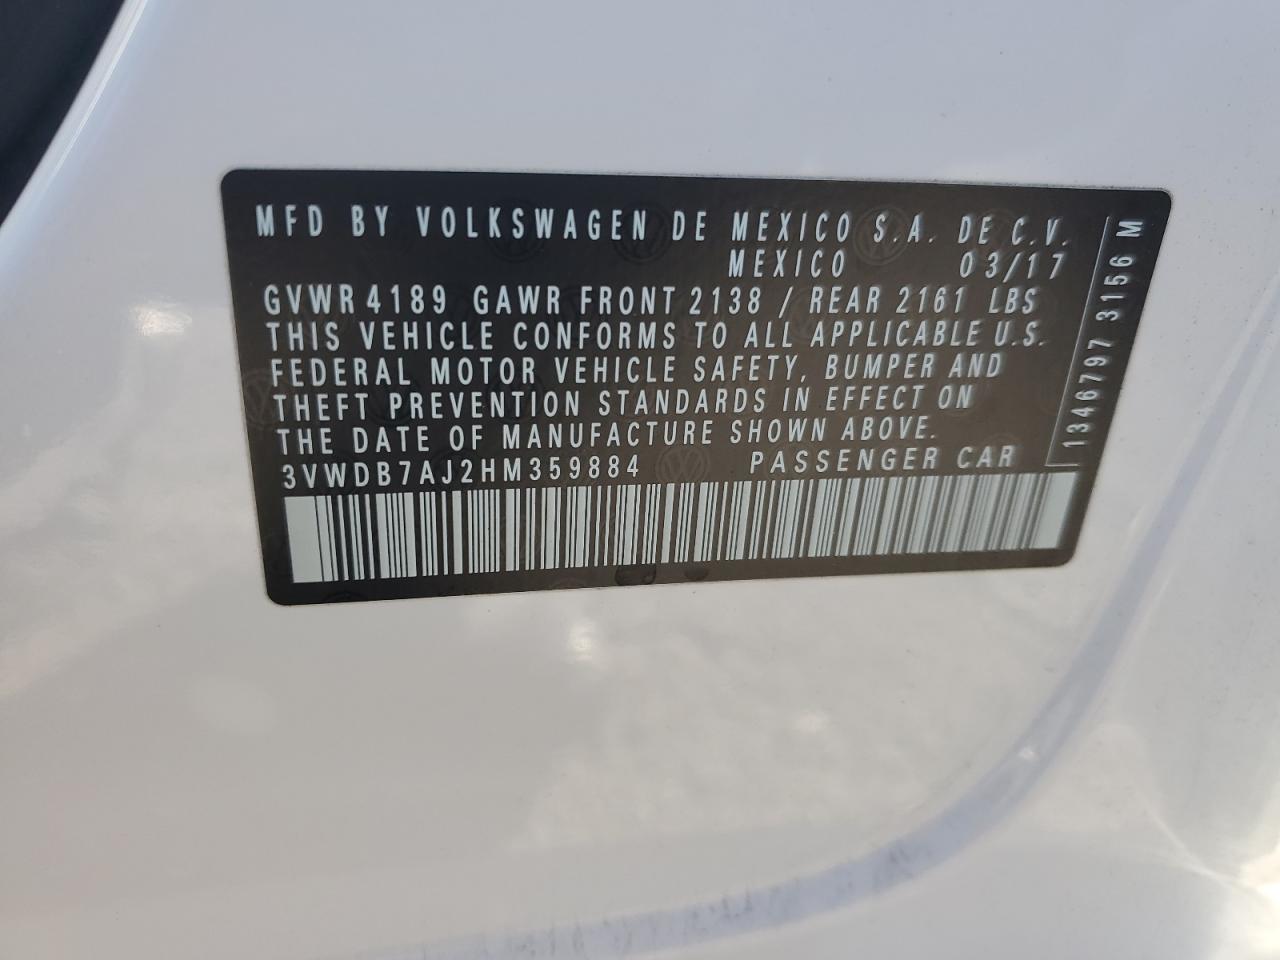 MFD BY VOLKSWAGEN DE MEXICO S.A. DE C.V.
MEXICO 03/17
GVWR 4189 GAWR FRONT 2138 / REAR 2161 LBS
THIS VEHICLE CONFORMS TO ALL APPLICABLE U.S.
FEDERAL MOTOR VEHICLE SAFETY, BUMPER AND
THEFT PREVENTION STANDARDS IN EFFECT ON
THE DATE OF MANUFACTURE SHOWN ABOVE.
3VWDB7AJ2HM359884 PASSENGER CAR
1346797 3156 M